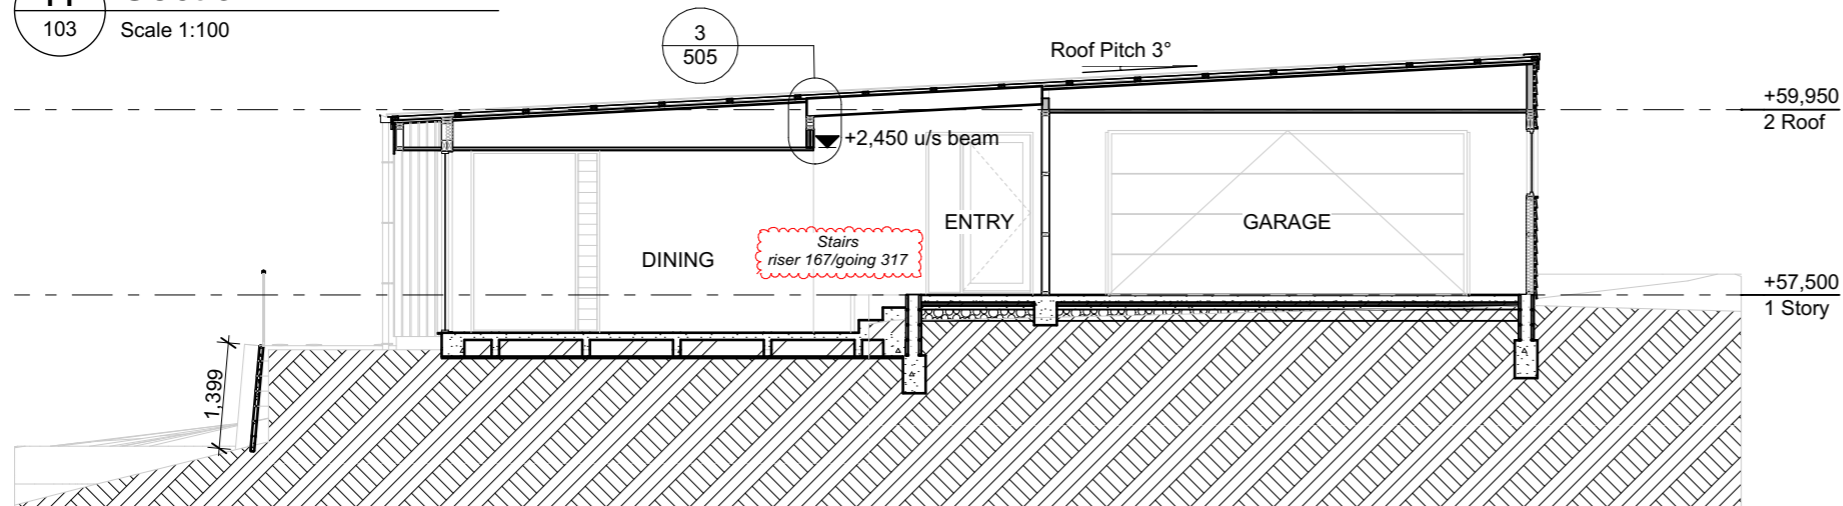 103
Scale 1:100
3
505
Roof Pitch 3°
+59,950
2 Roof
+2,450 u/s beam
ENTRY
GARAGE
Stairs
riser 167/going 317
DINING
+57,500
1 Story
1,399